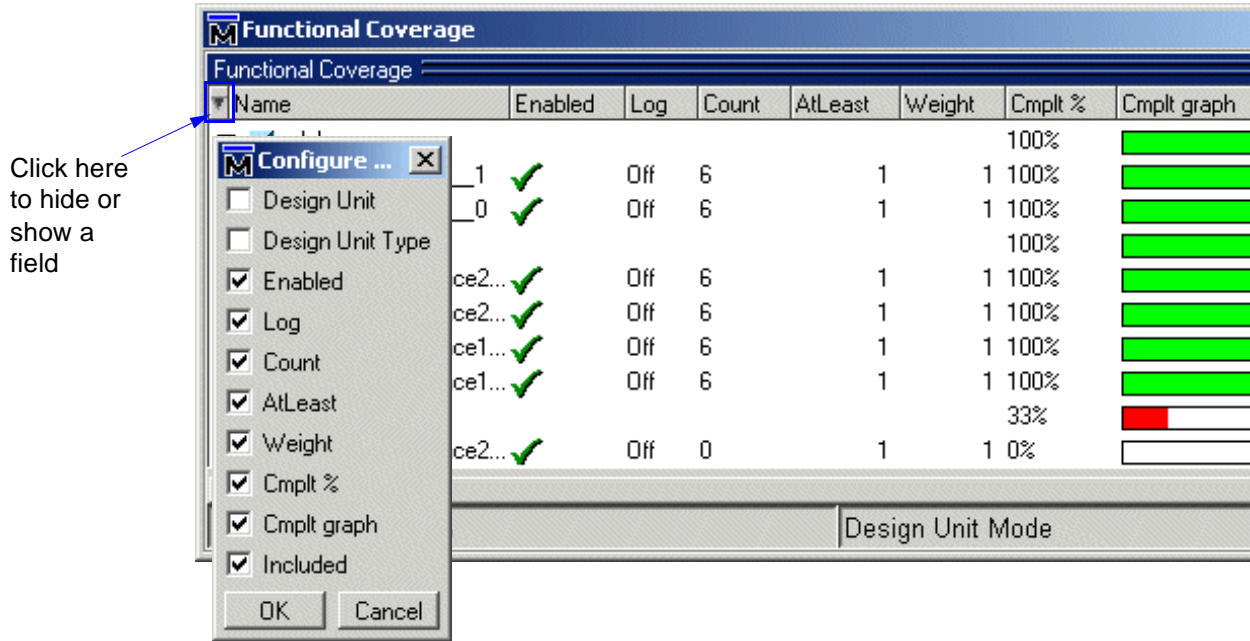 Functional Coverage
Functional Coverage
Name Enabled Log Count AtLeast Weight Cmplt % Cmplt graph
100%
__1 Off 6 1 1 100%
__0 Off 6 1 1 100%
100%
ce2... Off 6 1 1 100%
ce2... Off 6 1 1 100%
ce1... Off 6 1 1 100%
ce1... Off 6 1 1 100%
33%
ce2... Off 0 1 1 0%
Design Unit Mode
Click here
to hide or
show a
field
Configure ...
Design Unit
Design Unit Type
Enabled
Log
Count
AtLeast
Weight
Cmplt %
Cmplt graph
Included
OK Cancel